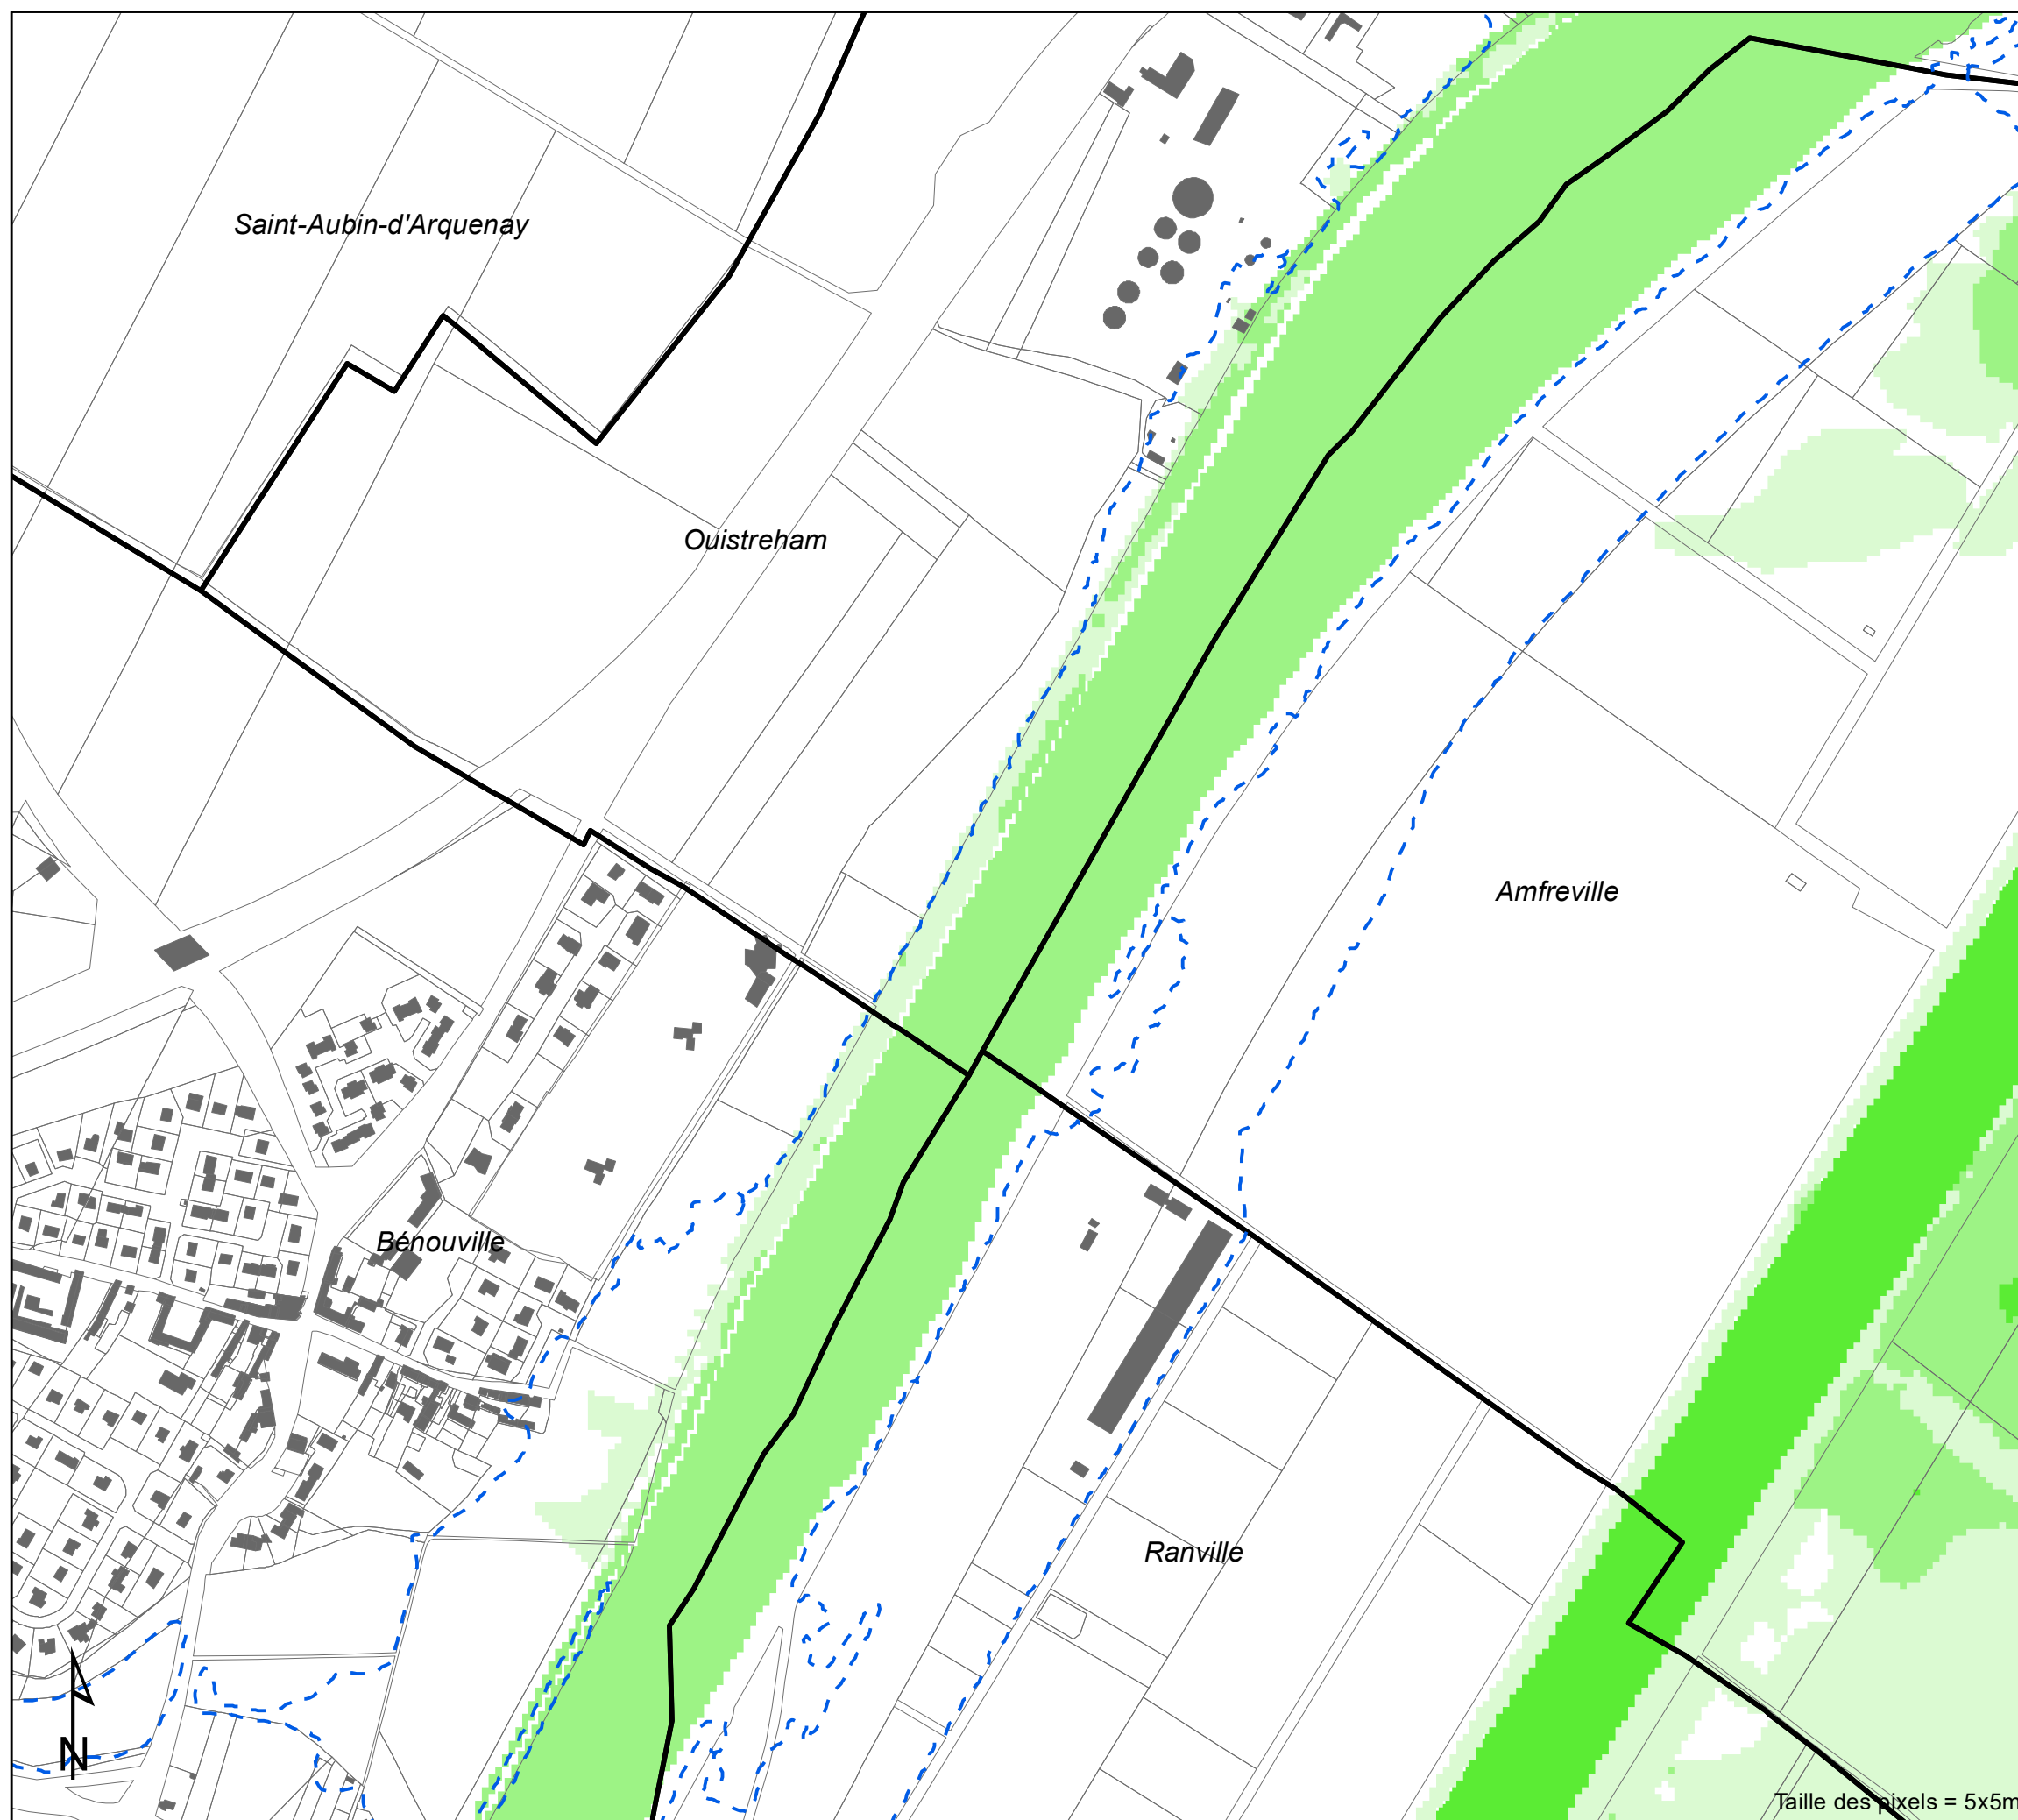 Saint-Aubin-d'Arquenay
Ouistreham
Amfreville
Bénouville
Ranville
N
Taille des pixels = 5x5m